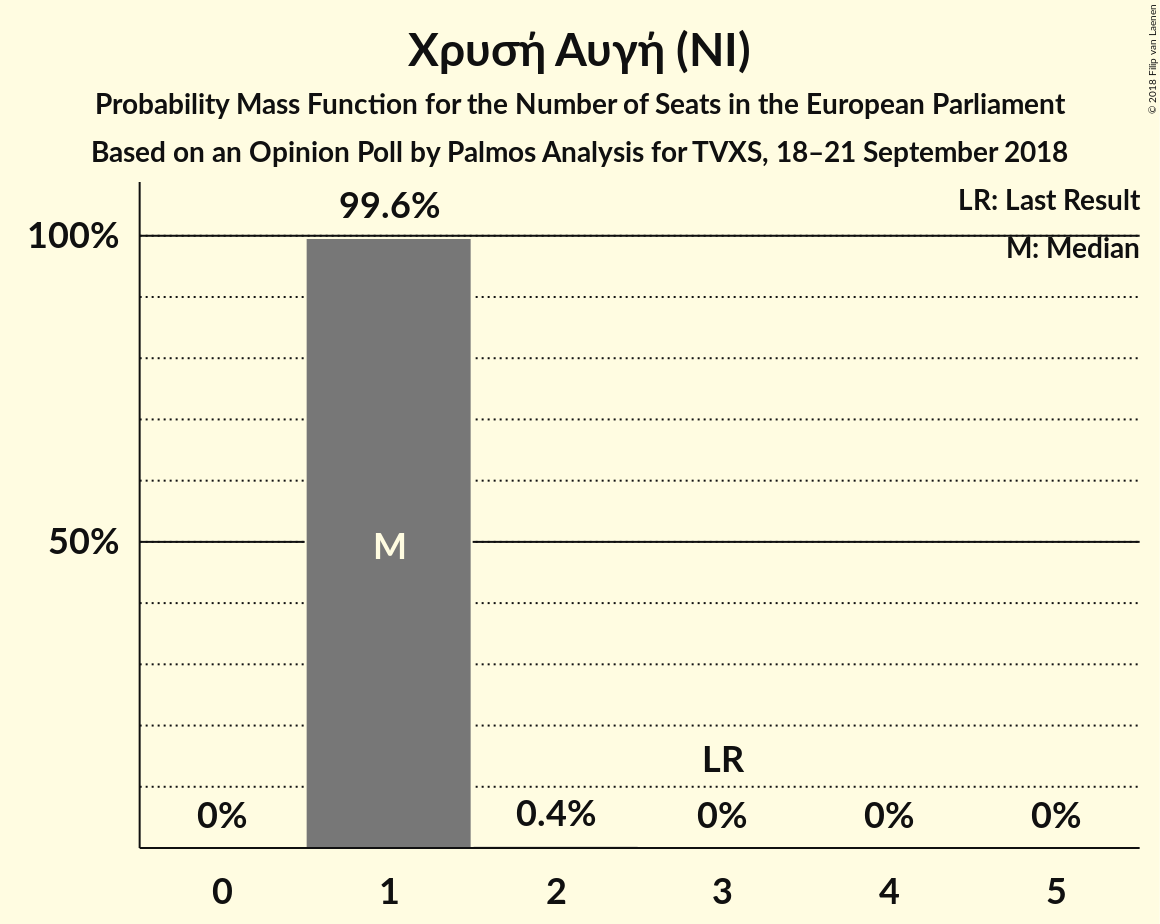 Χρυσή Αυγή (NI)
Probability Mass Function for the Number of Seats in the European Parliament
Based on an Opinion Poll by Palmos Analysis for TVXS, 18–21 September 2018
© 2018 Filip van Laenen
LR: Last Result
M: Median
99.6%
100%
50%
M
LR
0%
0.4%
0%
0%
0%
0 1 2 3 4 5